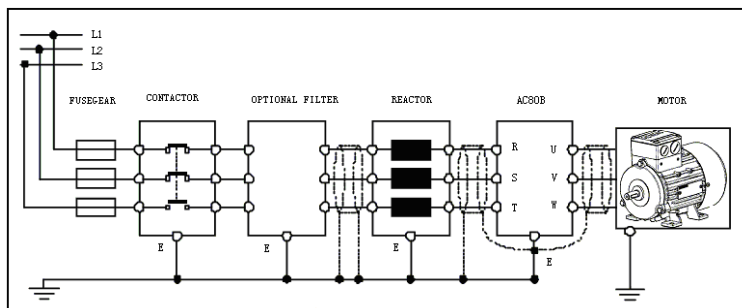 L1
L2
L3
FUSEGEAR CONTACTOR OPTIONAL FILTER REACTOR AC80B MOTOR
R U
S V
T W
E E E E